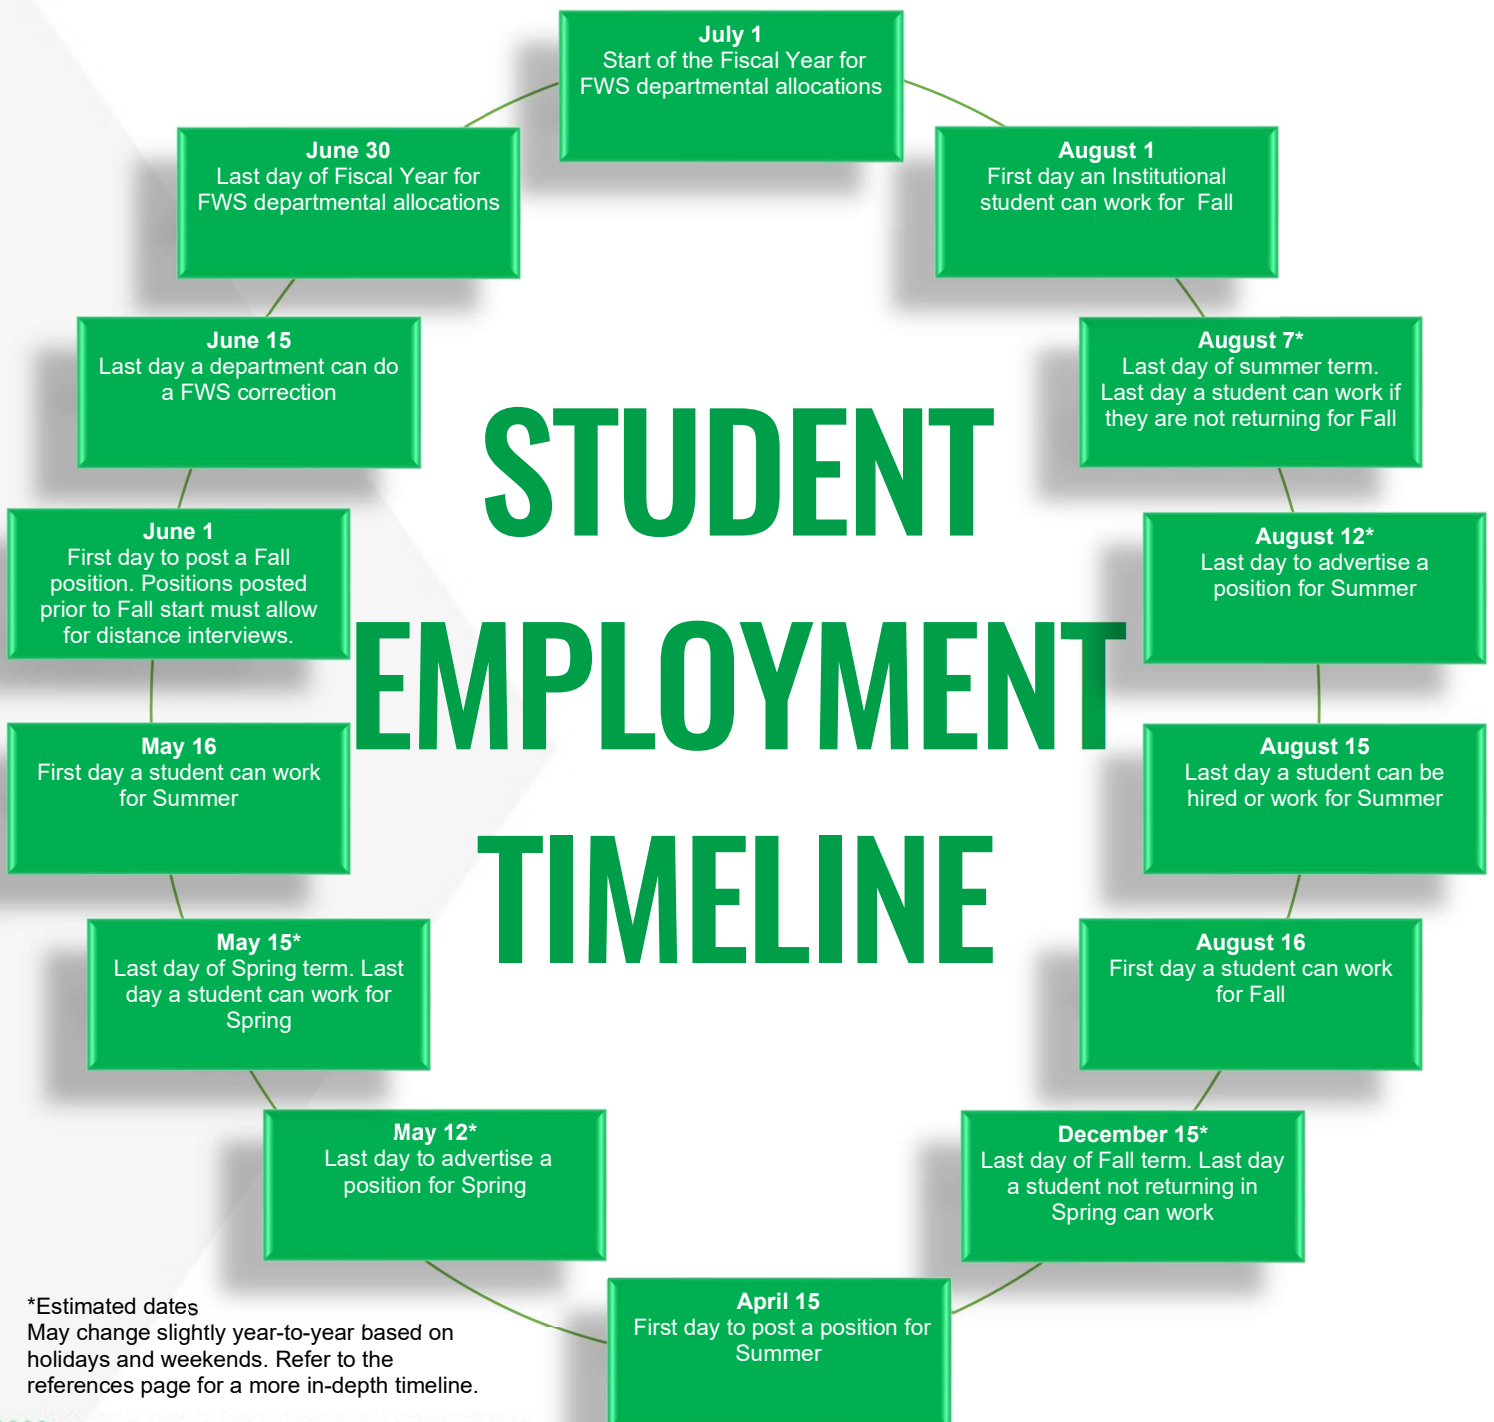 July 1
Start of the Fiscal Year for
FWS departmental allocations
August 1
First day an Institutional
student can work for Fall
August 7*
Last day of summer term.
Last day a student can work if
they are not returning for Fall
August 12*
Last day to advertise a
position for Summer
August 15
Last day a student can be
hired or work for Summer
August 16
First day a student can work
for Fall
December 15*
Last day of Fall term. Last day
a student not returning in
Spring can work
April 15
First day to post a position for
Summer
May 12*
Last day to advertise a
position for Spring
May 15*
Last day of Spring term. Last
day a student can work for
Spring
May 16
First day a student can work
for Summer
June 1
First day to post a Fall
position. Positions posted
prior to Fall start must allow
for distance interviews.
June 15
Last day a department can do
a FWS correction
June 30
Last day of Fiscal Year for
FWS departmental allocations
STUDENT
EMPLOYMENT
TIMELINE
*Estimated dates
May change slightly year-to-year based on
holidays and weekends. Refer to the
references page for a more in-depth timeline.